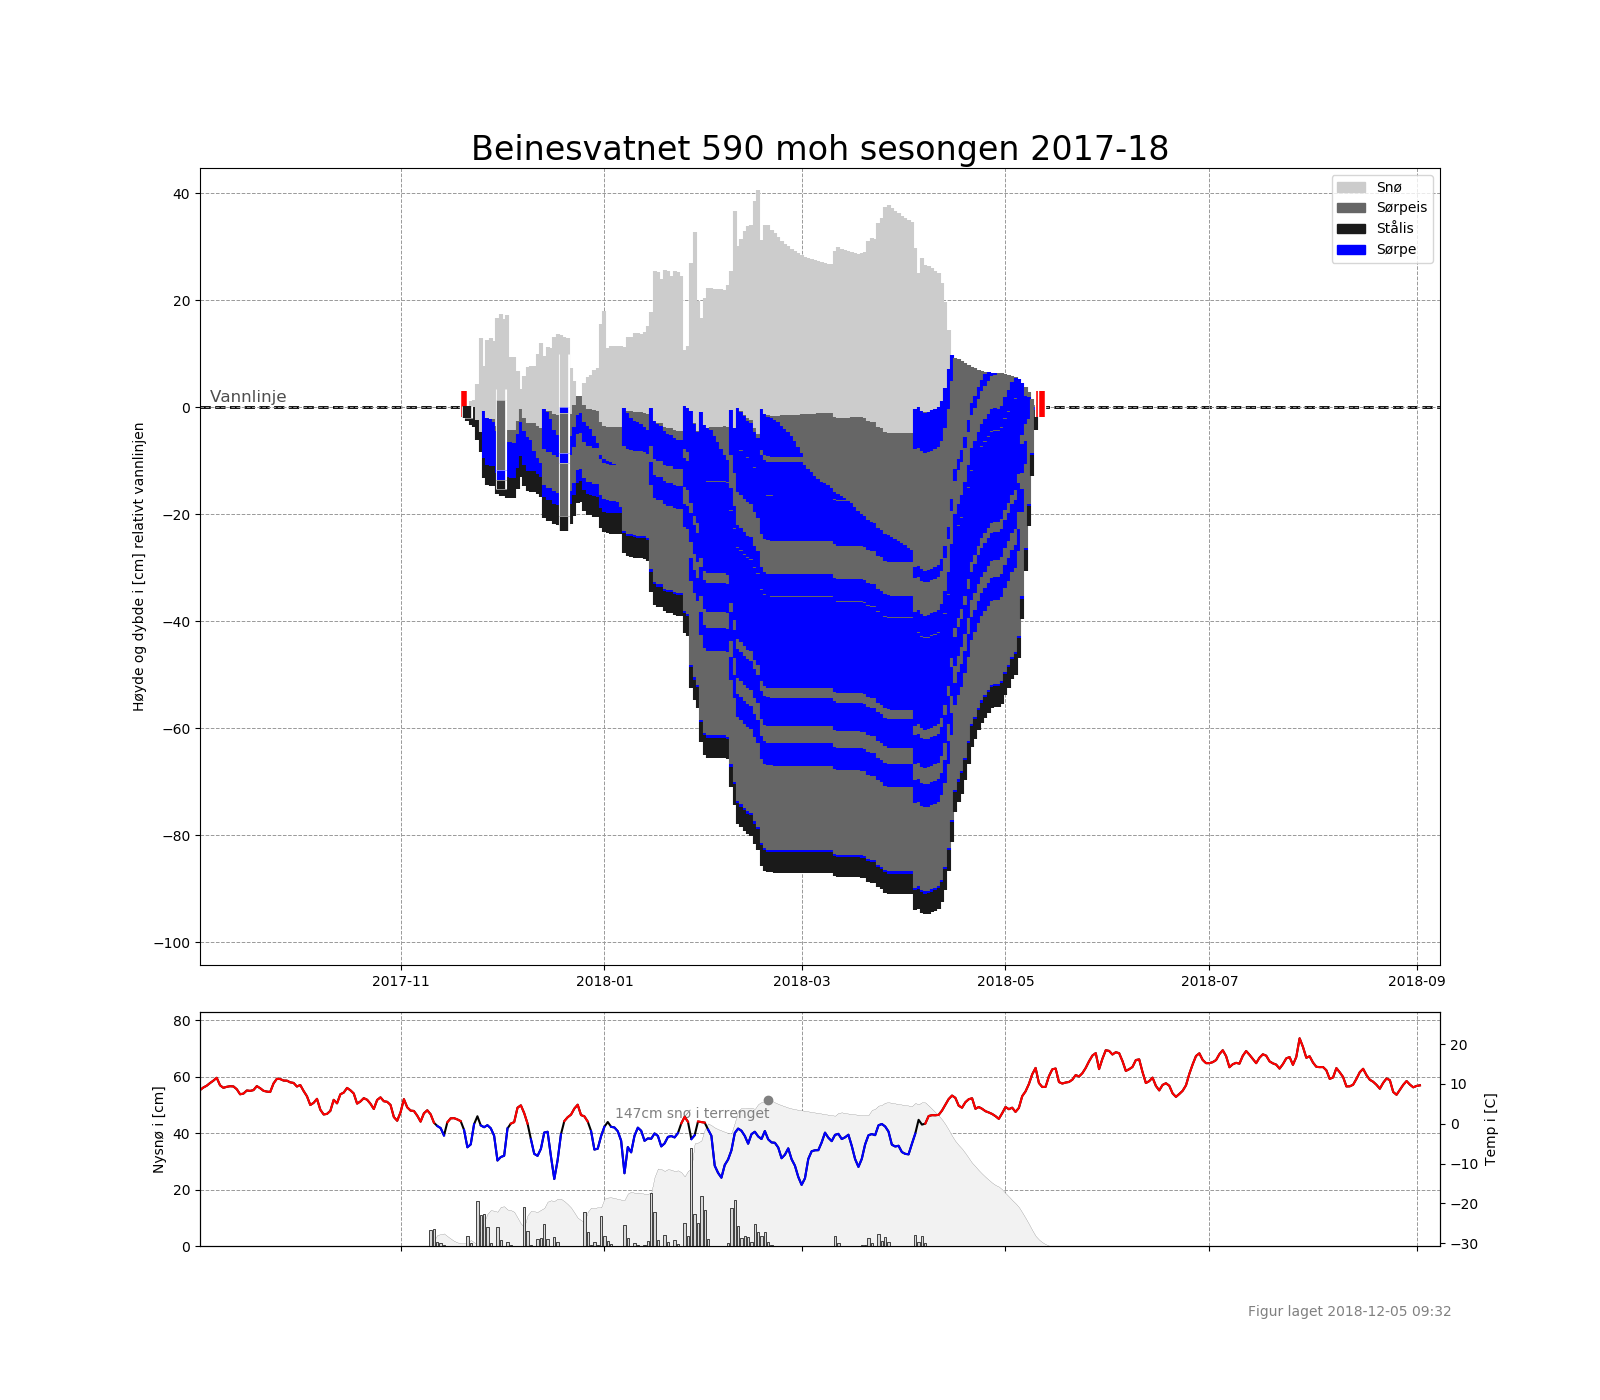 Beinesvatnet 590 moh sesongen 2017-18
Snø
Sørpeis
Stålis
Sørpe
Vannlinje
Høyde og dybde i [cm] relativt vannlinjen
40
20
0
−20
−40
−60
−80
−100
2017-11 2018-01 2018-03 2018-05 2018-07 2018-09
Nysnø i [cm]
80
60
40
20
0
147cm snø i terrenget
20
10
0
−10
−20
−30
Temp i [C]
Figur laget 2018-12-05 09:32